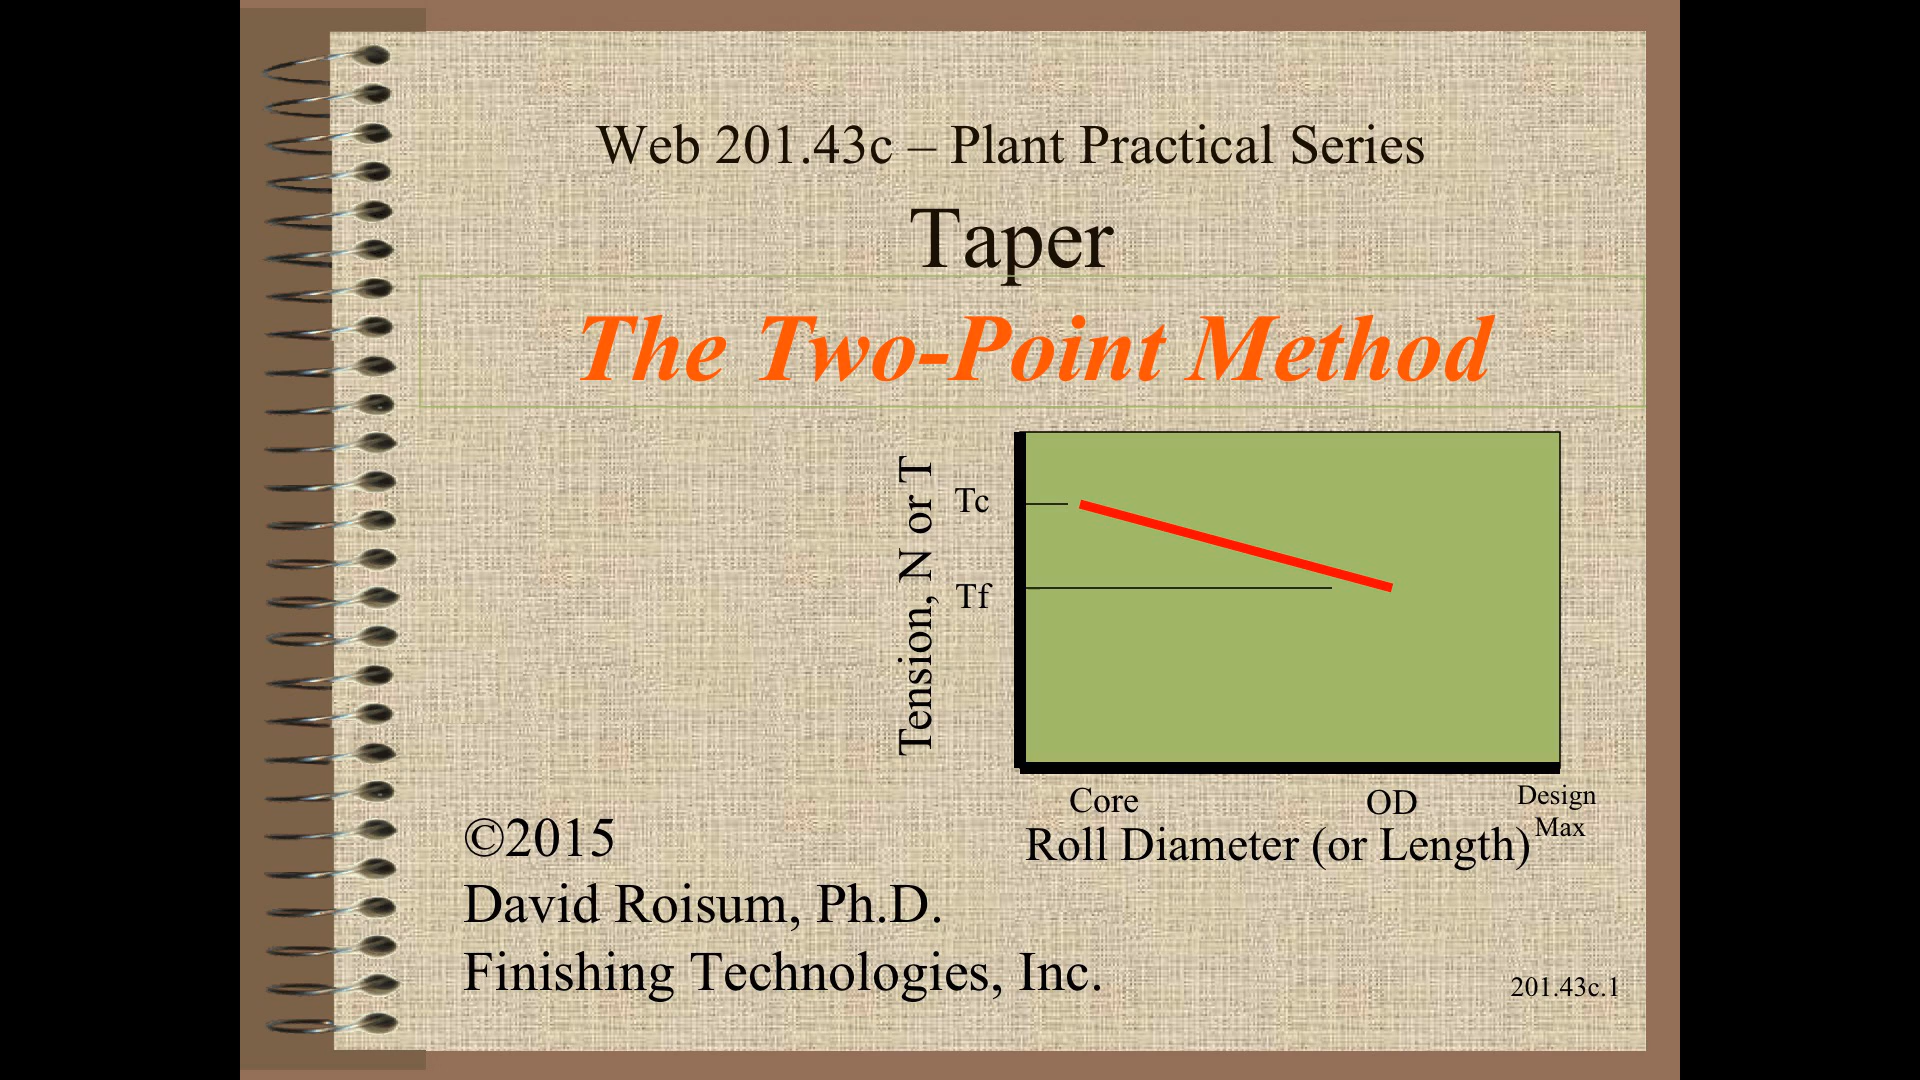 Web 201.43c – Plant Practical Series
Taper
The Two-Point Method
Tension, N or T
Tc
Tf
Core
OD
Design
Max
Roll Diameter (or Length)
©2015
David Roisum, Ph.D.
Finishing Technologies, Inc.
201.43c.1